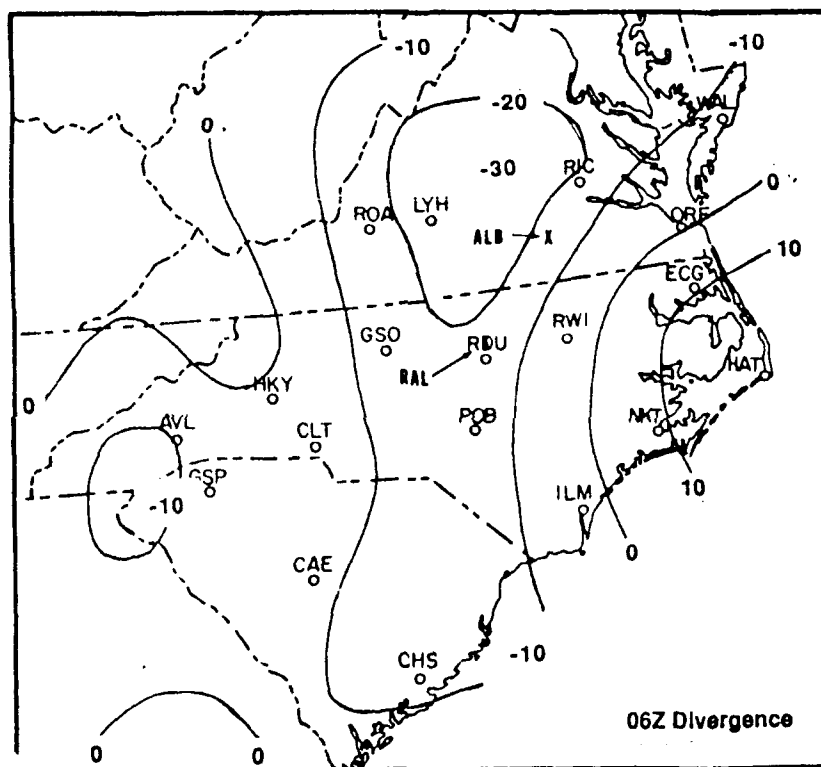 -10
-10
0
-20
WAL
-30
RIC
0
ROA
LYH
ORF
ALB
X
10
ECG
GSO
RDU
RWI
HAT
RAL
HKY
0
AVL
CLT
POB
NKT
GSP
10
-10
ILM
0
CAE
-10
CHS
06Z Divergence
0
0